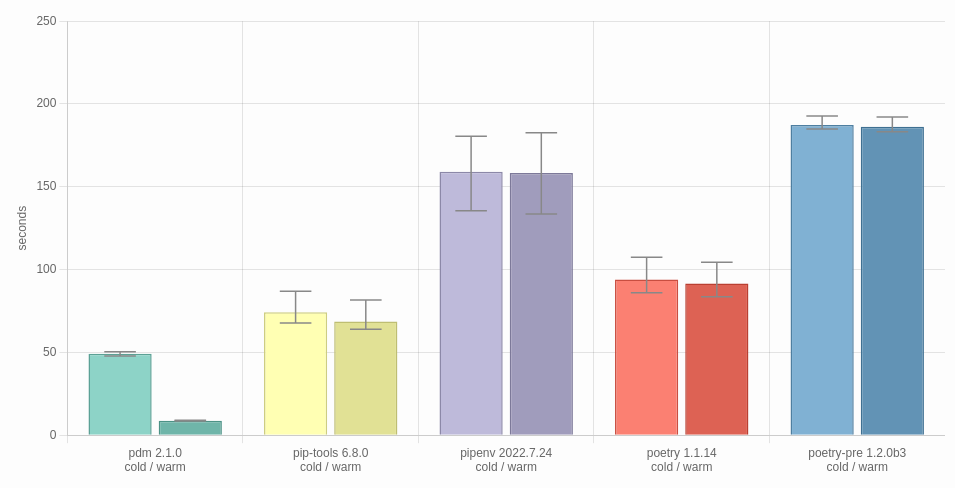 250
200
150
100
50
0
seconds
pdm 2.1.0
cold / warm
pip-tools 6.8.0
cold / warm
pipenv 2022.7.24
cold / warm
poetry 1.1.14
cold / warm
poetry-pre 1.2.0b3
cold / warm